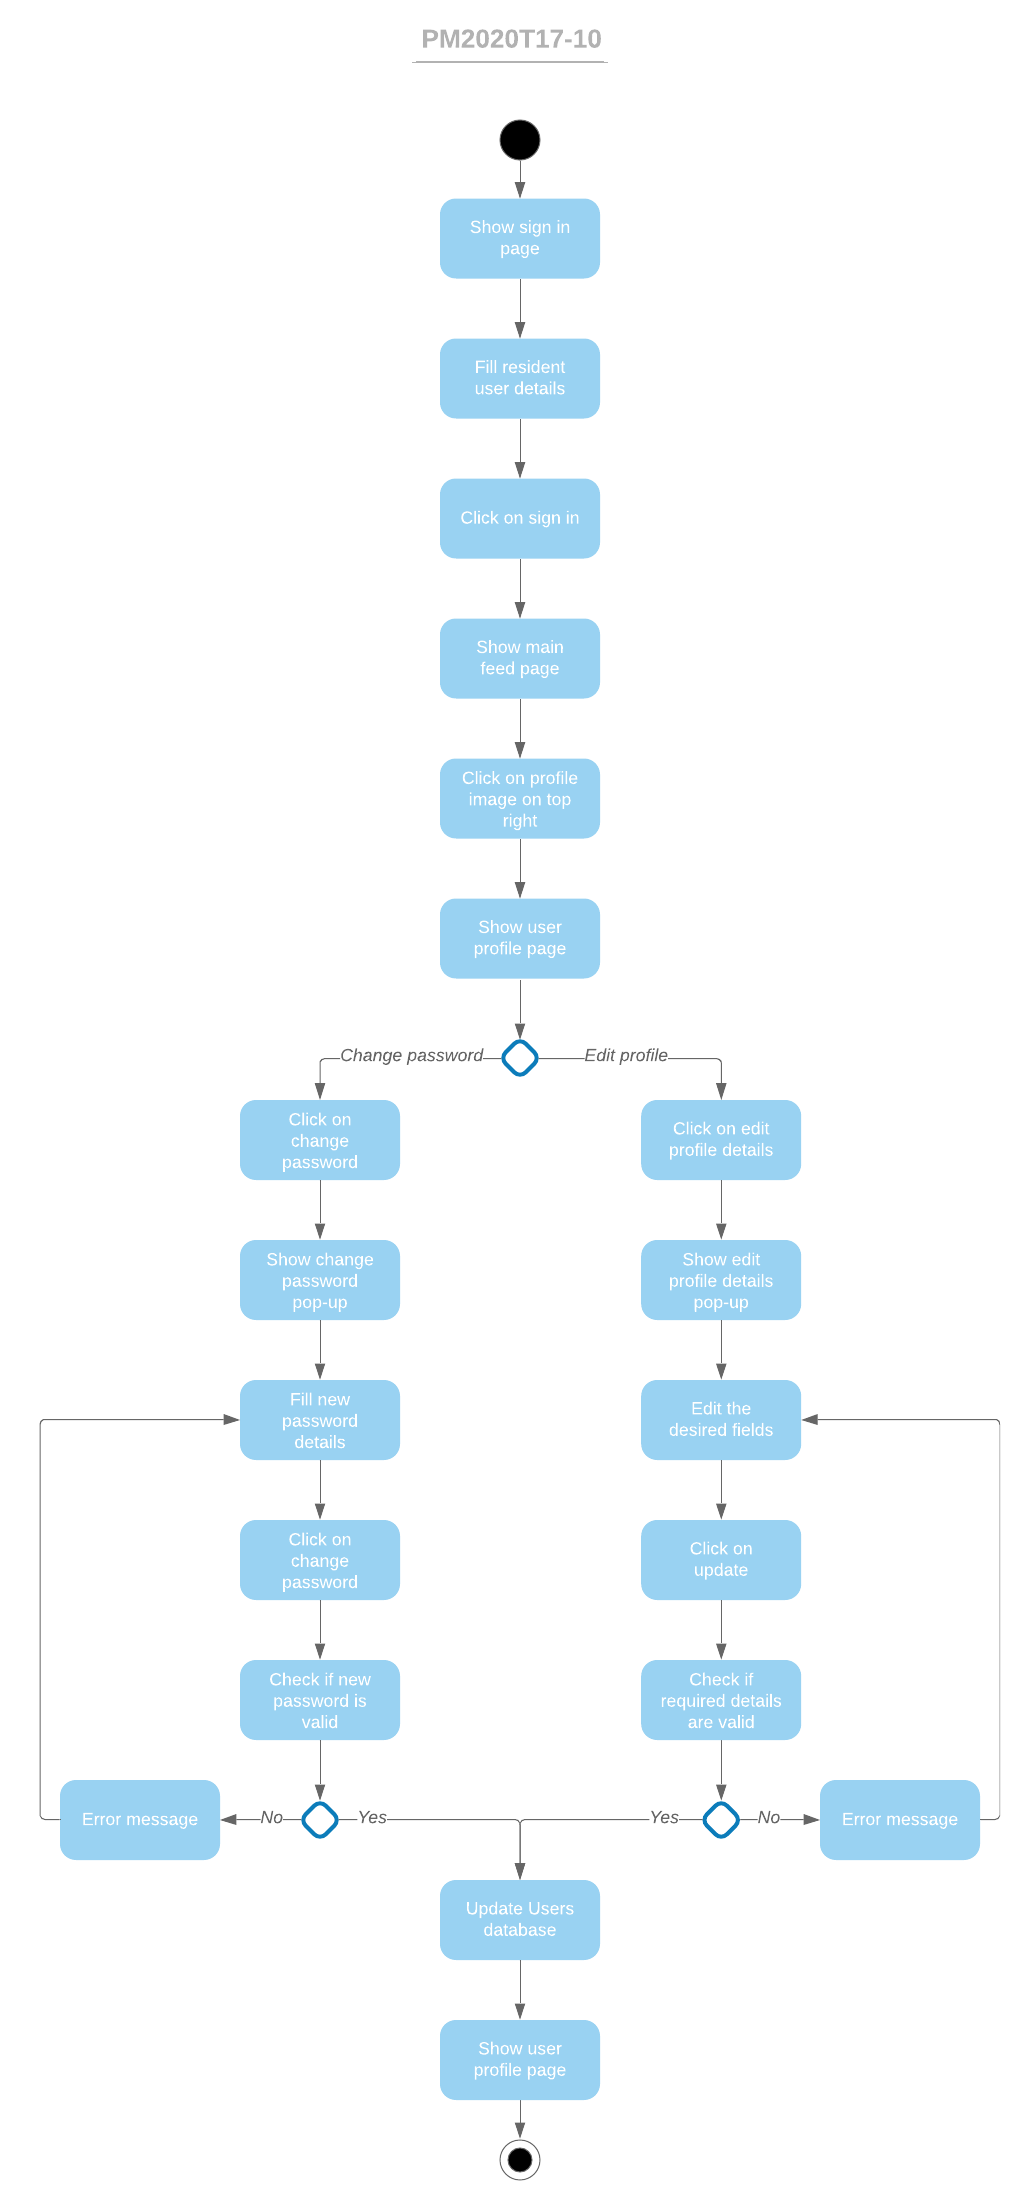 PM2020T17-10
Show sign in
page
Fill resident
user details
Click on sign in
Show main
feed page
Click on profile
image on top
right
Show user
profile page
Change password
Edit profile
Click on
change
password
Click on edit
profile details
Show change
password
pop-up
Show edit
profile details
pop-up
Fill new
password
details
Edit the
desired fields
Click on
change
password
Click on
update
Check if new
password is
valid
Check if
required details
are valid
Error message
No
Yes
Yes
No
Error message
Update Users
database
Show user
profile page